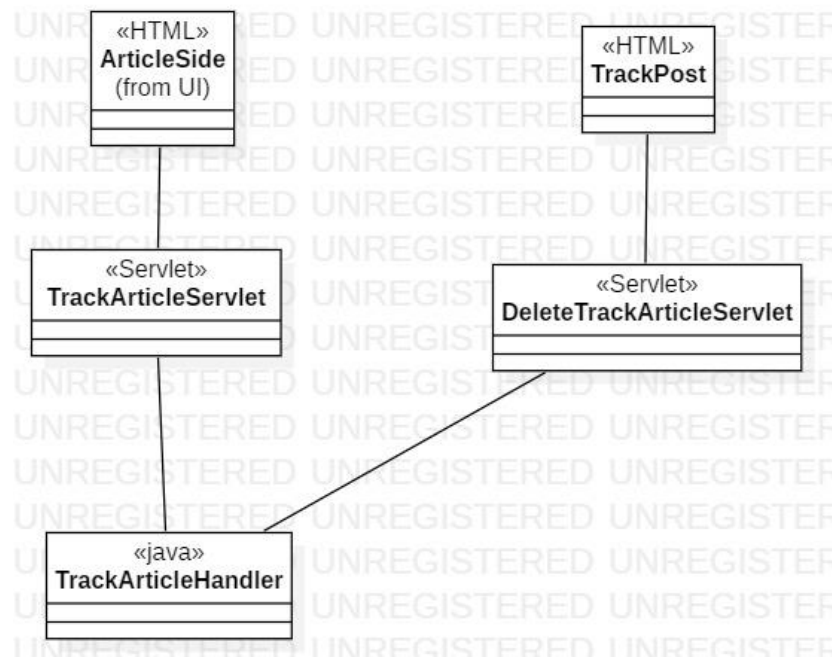 «HTML»
ArticleSide
(from UI)
«HTML»
TrackPost
«Servlet»
TrackArticleServlet
«Servlet»
DeleteTrackArticleServlet
«java»
TrackArticleHandler
UNREGISTERED